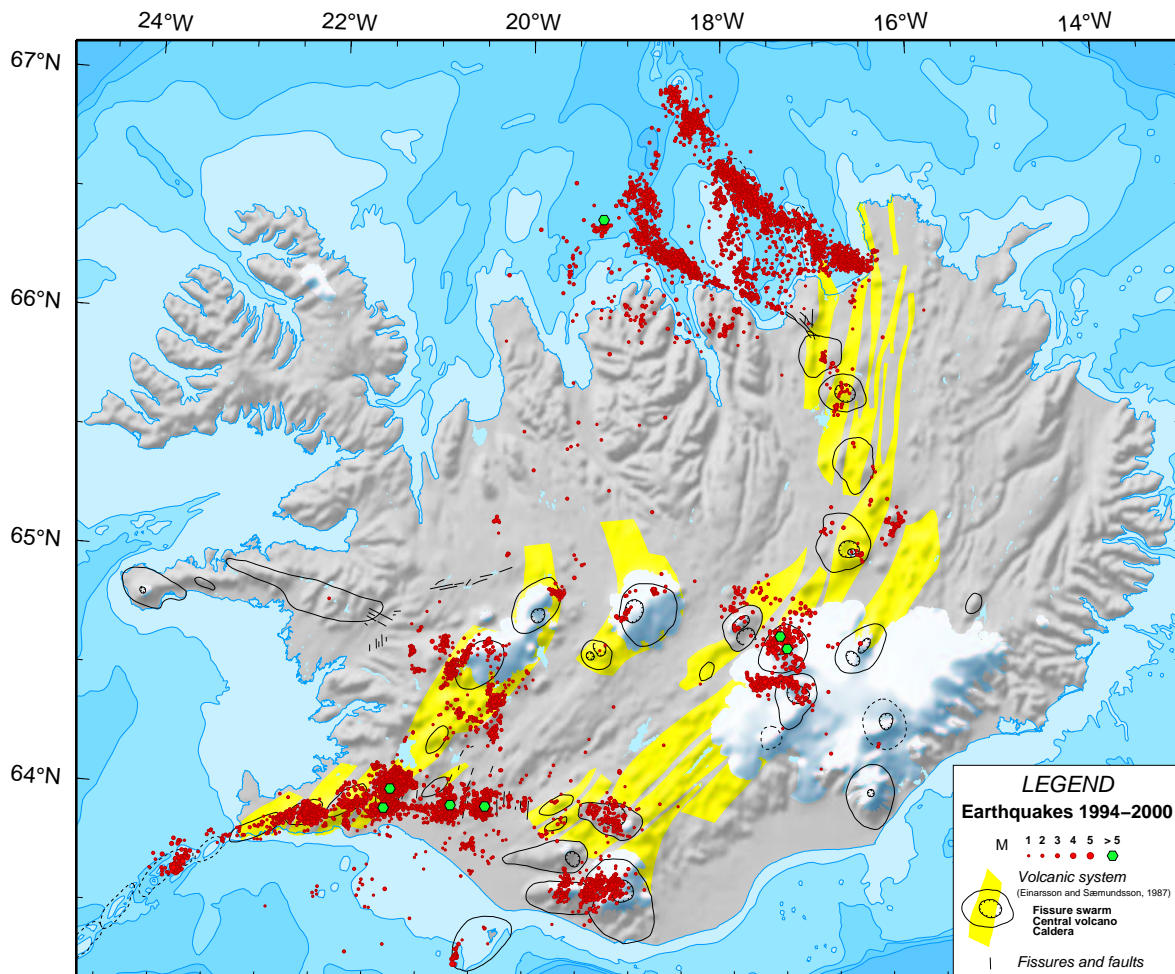 24°W 22°W 20°W 18°W 16°W 14°W
67°N
66°N
65°N
64°N
LEGEND
Earthquakes 1994–2000
M 1 2 3 4 5 >5
Volcanic system
(Einarsson and Sæmundsson, 1987)
Fissure swarm
Central volcano
Caldera
Fissures and faults